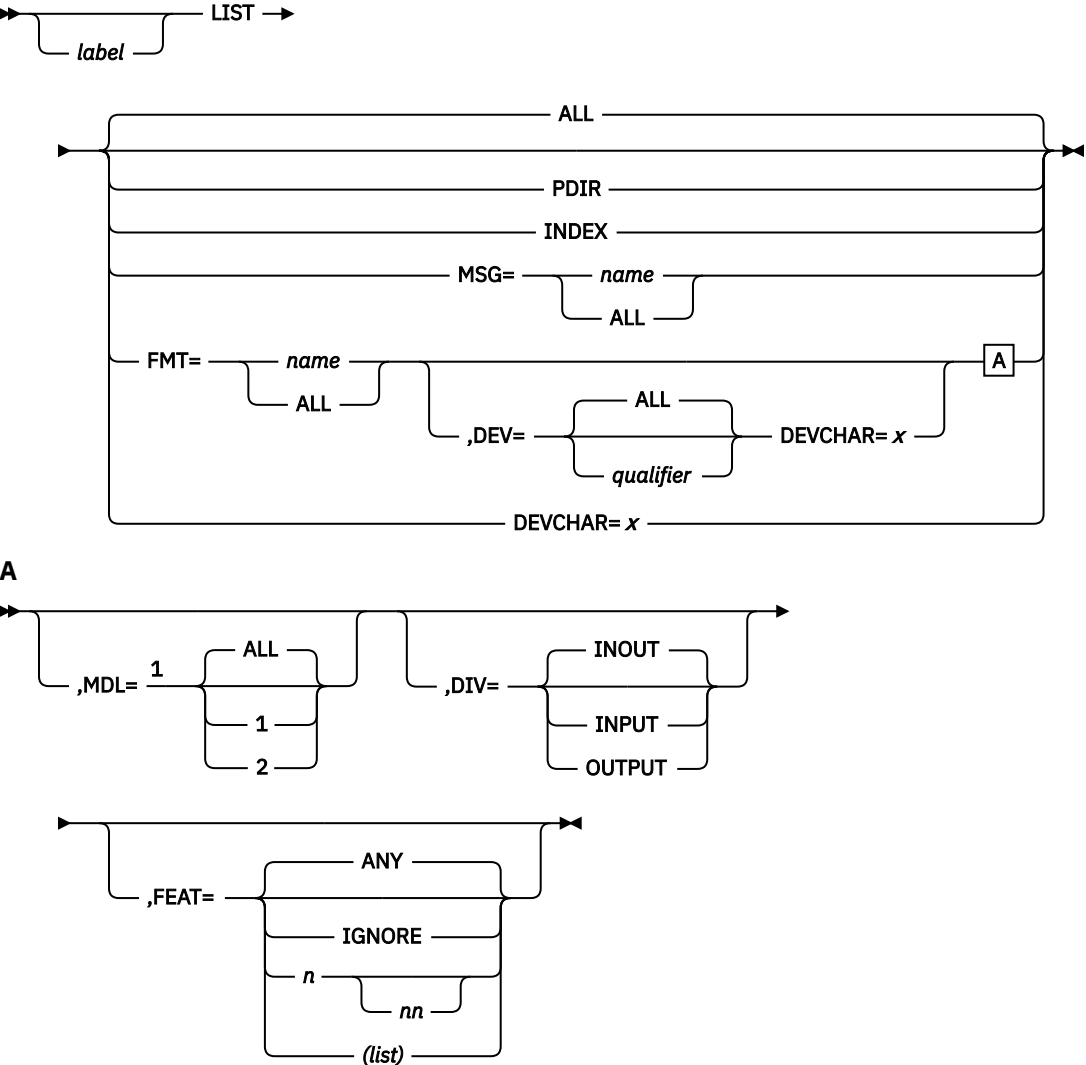 LIST
label
ALL
PDIR
INDEX
MSG= name
ALL
FMT= name A
ALL
ALL
,DEV= DEVCHAR= x
qualifier
DEVCHAR= x
A
ALL INOUT
,MDL= 1 ,DIV=
1 INPUT
2 OUTPUT
ANY
,FEAT=
IGNORE
n
nn
(list)